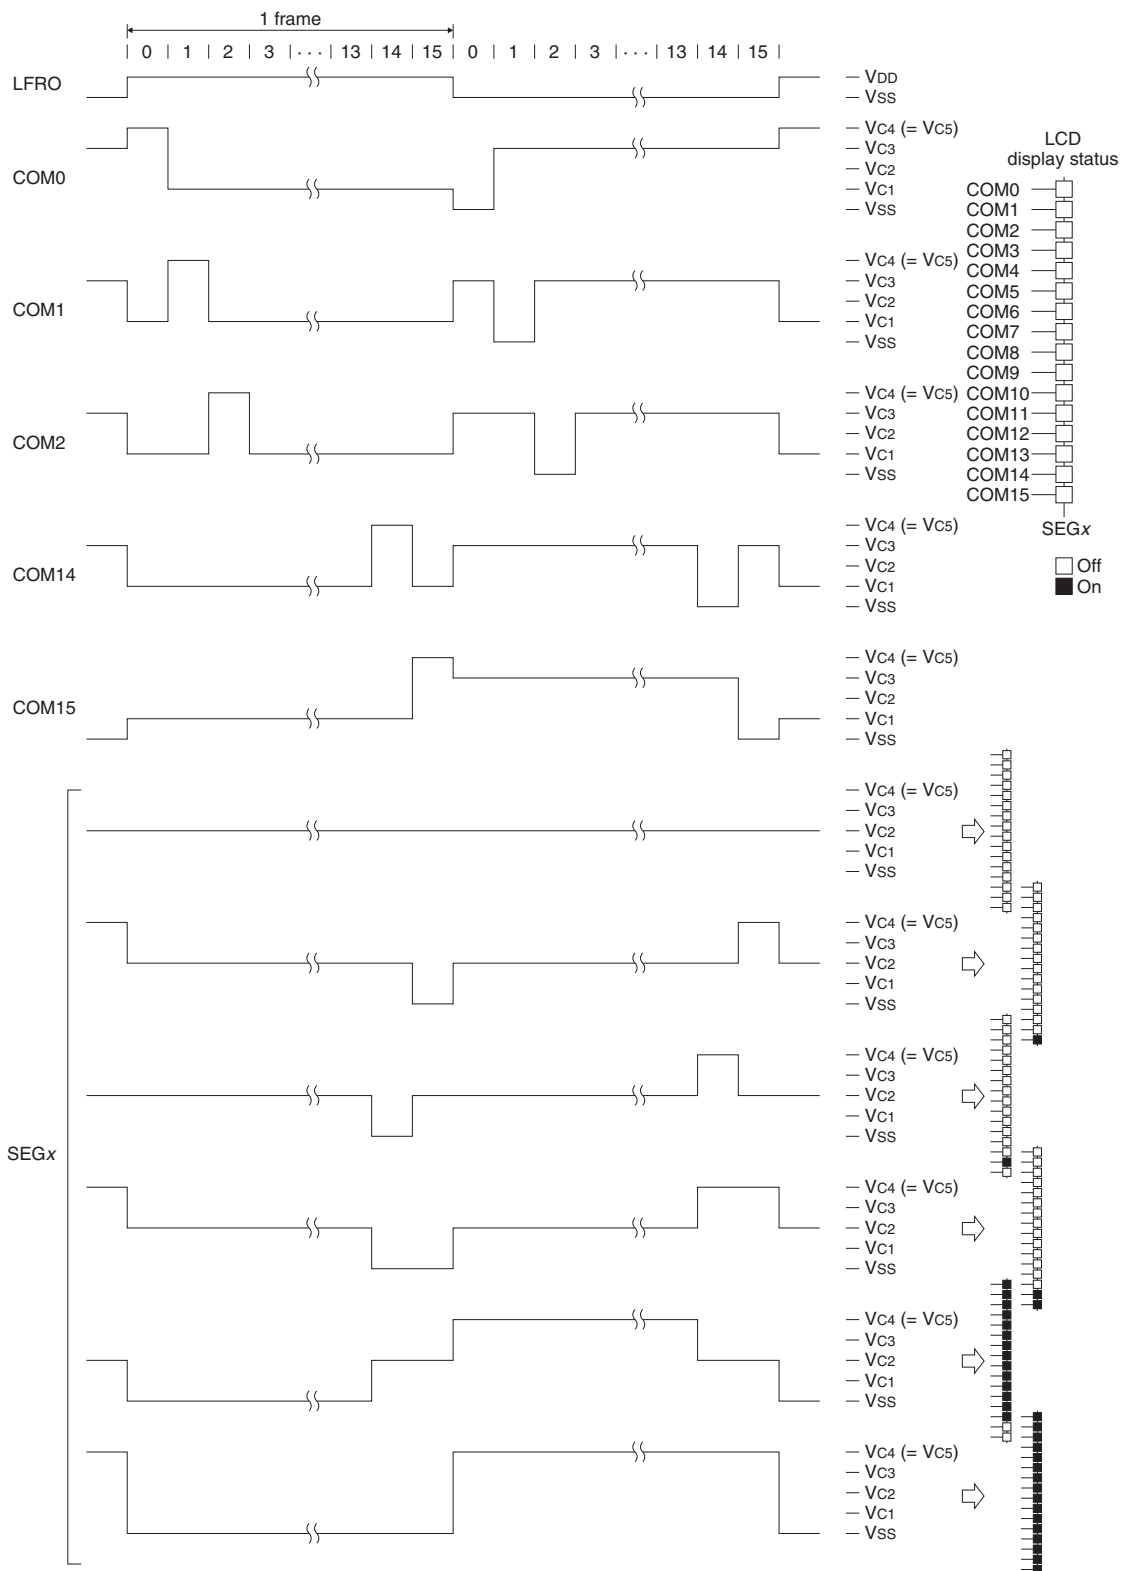 1 frame
0 1 2 3 ··· 13 14 15 0 1 2 3 ··· 13 14 15
LFRO
VDD
VSS
COM0
VC4 (= VC5)
VC3
VC2
VC1
VSS
LCD
display status
COM0
COM1
COM2
COM3
COM4
COM5
COM6
COM7
COM8
COM9
COM10
COM11
COM12
COM13
COM14
COM15
SEGx
Off
On
COM1
VC4 (= VC5)
VC3
VC2
VC1
VSS
COM2
VC4 (= VC5)
VC3
VC2
VC1
VSS
COM14
VC4 (= VC5)
VC3
VC2
VC1
VSS
COM15
VC4 (= VC5)
VC3
VC2
VC1
VSS
SEGx
VC4 (= VC5)
VC3
VC2
VC1
VSS
VC4 (= VC5)
VC3
VC2
VC1
VSS
VC4 (= VC5)
VC3
VC2
VC1
VSS
VC4 (= VC5)
VC3
VC2
VC1
VSS
VC4 (= VC5)
VC3
VC2
VC1
VSS
VC4 (= VC5)
VC3
VC2
VC1
VSS